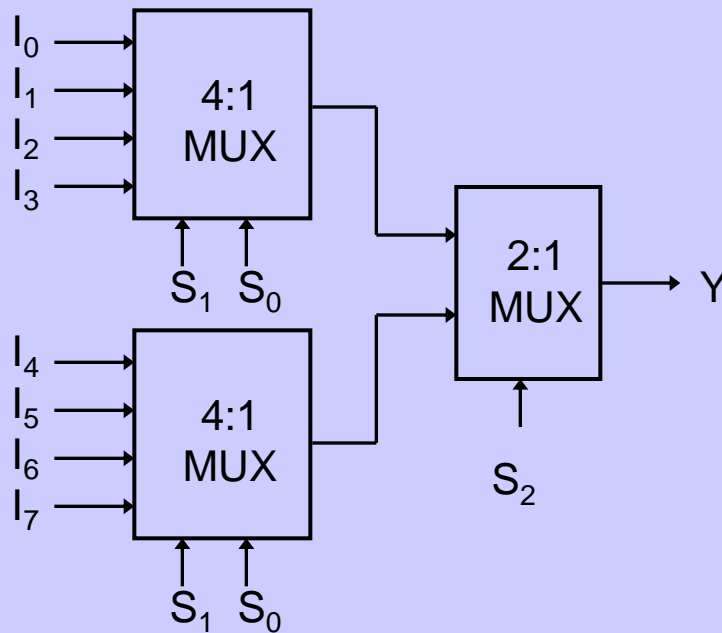 I₀
I₁
I₂
I₃
4:1
MUX
S₁ S₀
I₄
I₅
I₆
I₇
4:1
MUX
S₁ S₀
2:1
MUX
S₂
Y